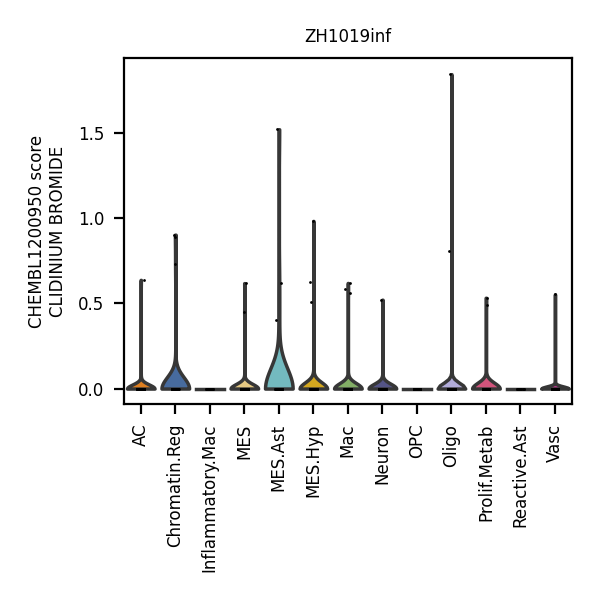 ZH1019inf
CHEMBL1200950 score
CLIDINIUM BROMIDE
1.5
1.0
0.5
0.0
AC
Chromatin.Reg
Inflammatory.Mac
MES
MES.Ast
MES.Hyp
Mac
Neuron
OPC
Oligo
Prolif.Metab
Reactive.Ast
Vasc